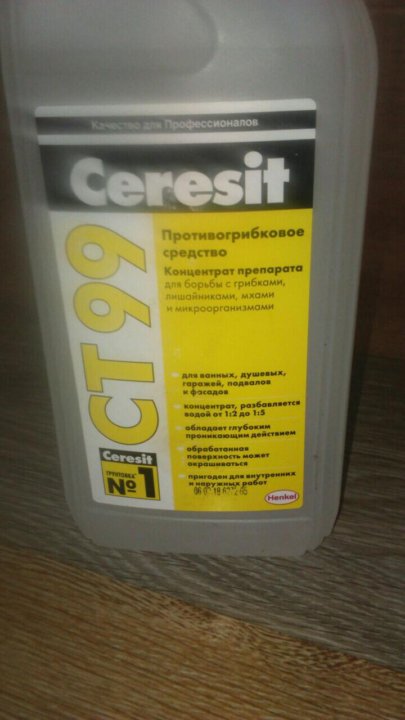 Качество для Профессионалов
Ceresit
CT 99
Противогрибковое
средство
Концентрат препарата
для борьбы с грибками,
лишайниками, мхами
и микроорганизмами
для ванных, душевых,
гаражей, подвалов
и фасадов
концентрат, разбавляется
водой от 1:2 до 1:5
обладает глубоким
проникающим действием
обработанная
поверхность может
окрашиваться
пригоден для внутренних
и наружных работ
Ceresit
ГРУНТОВКА
№1
Henkel